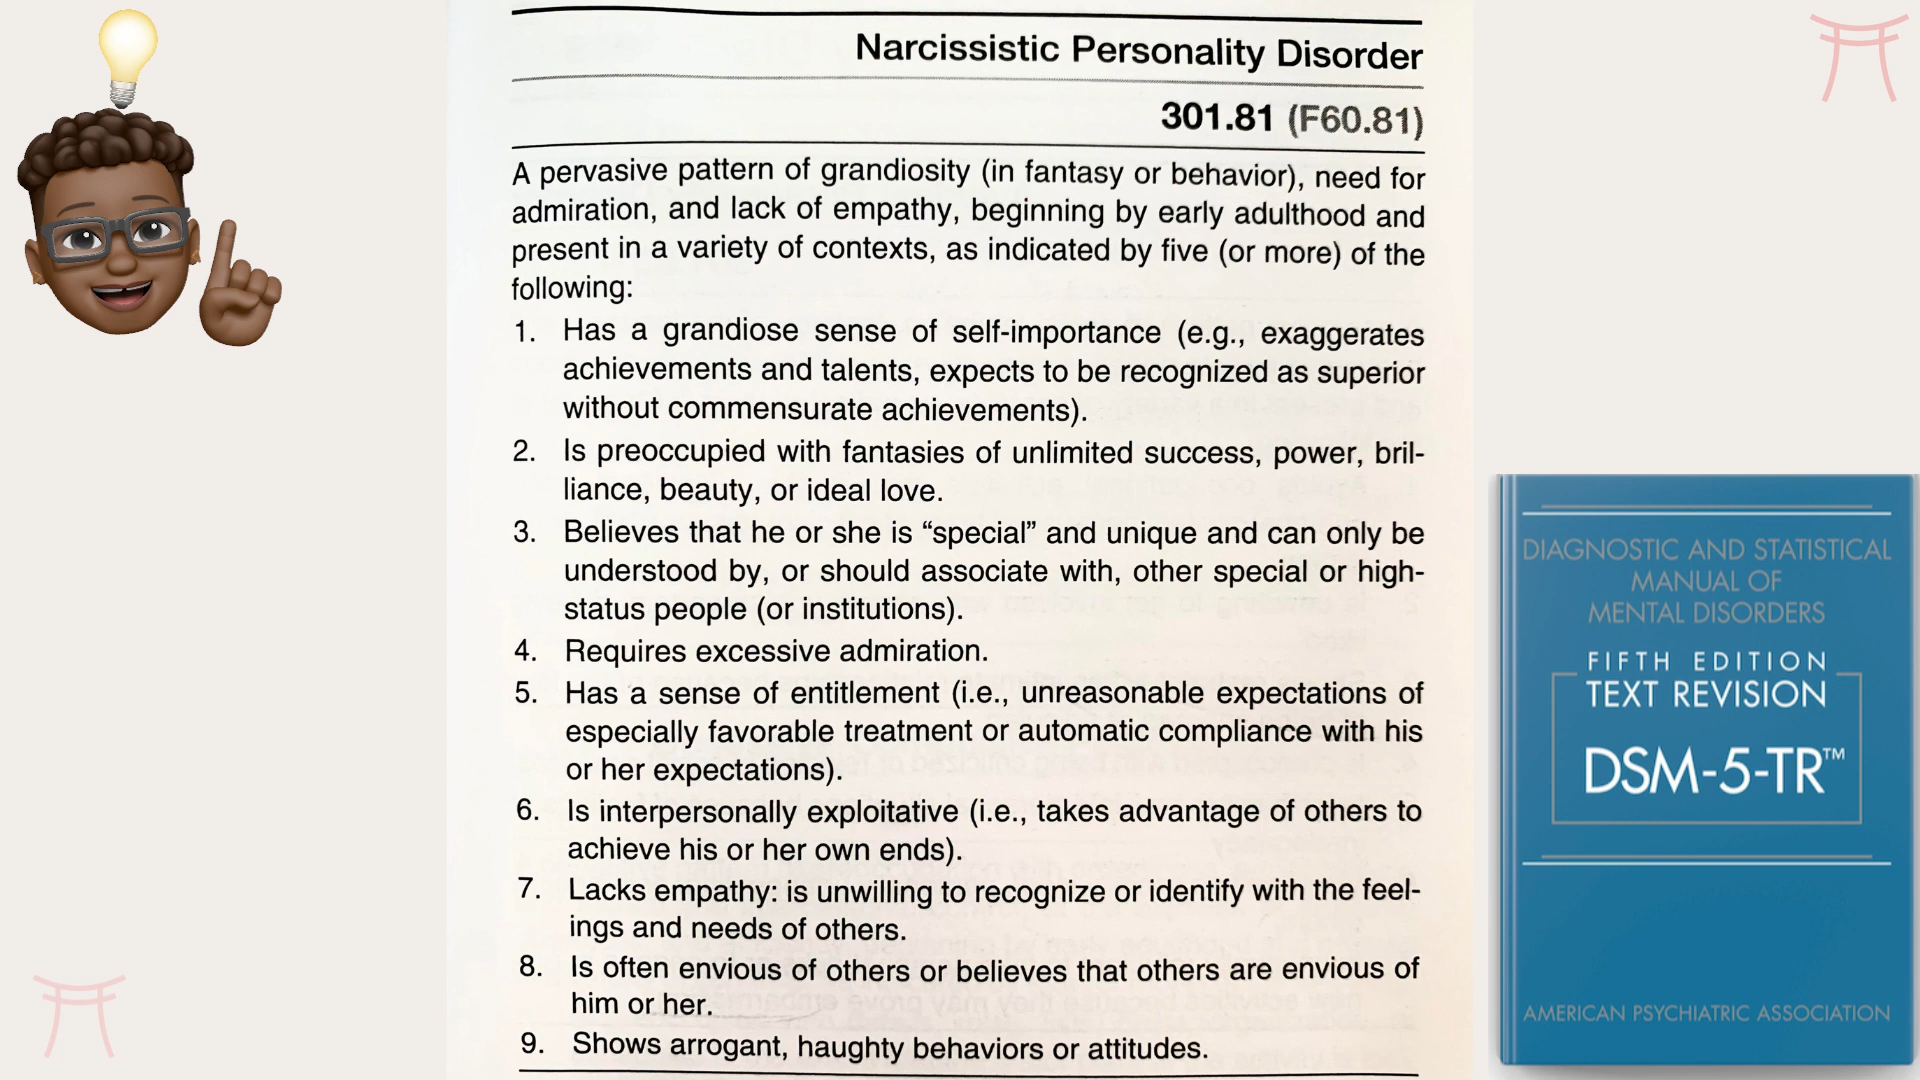 Narcissistic Personality Disorder
301.81 (F60.81)
A pervasive pattern of grandiosity (in fantasy or behavior), need for
admiration, and lack of empathy, beginning by early adulthood and
present in a variety of contexts, as indicated by five (or more) of the
following:
1. Has a grandiose sense of self-importance (e.g., exaggerates
achievements and talents, expects to be recognized as superior
without commensurate achievements).
2. Is preoccupied with fantasies of unlimited success, power, bril-
liance, beauty, or ideal love.
3. Believes that he or she is “special” and unique and can only be
understood by, or should associate with, other special or high-
status people (or institutions).
4. Requires excessive admiration.
5. Has a sense of entitlement (i.e., unreasonable expectations of
especially favorable treatment or automatic compliance with his
or her expectations).
6. Is interpersonally exploitative (i.e., takes advantage of others to
achieve his or her own ends).
7. Lacks empathy: is unwilling to recognize or identify with the feel-
ings and needs of others.
8. Is often envious of others or believes that others are envious of
him or her.
9. Shows arrogant, haughty behaviors or attitudes.
DIAGNOSTIC AND STATISTICAL
MANUAL OF
MENTAL DISORDERS
FIFTH EDITION
TEXT REVISION
DSM-5-TR™
AMERICAN PSYCHIATRIC ASSOCIATION